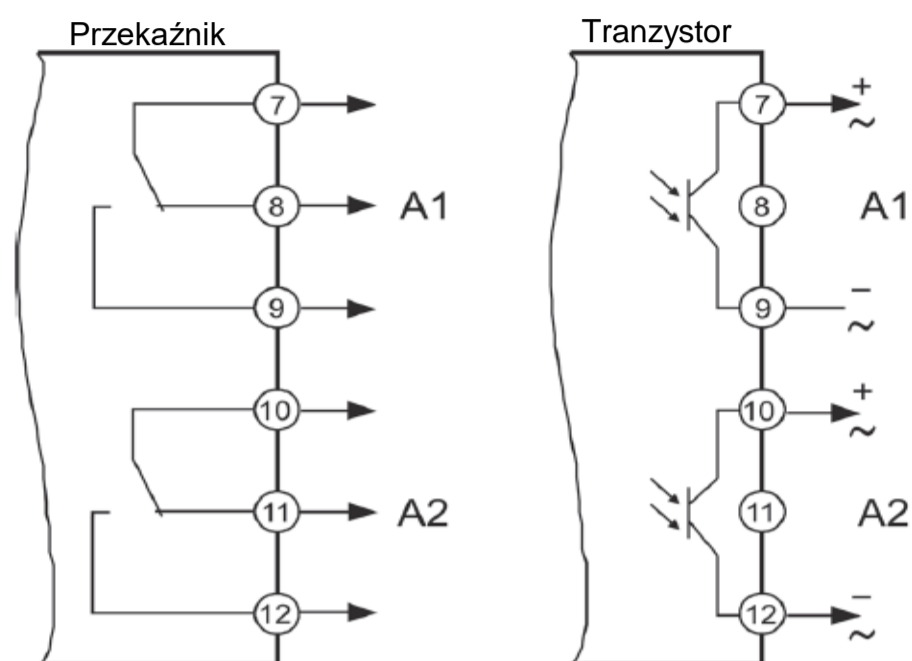 Przekaźnik Tranzystor
7 7 +
~
8 A1 8 A1
9 9 −
~
10 10 +
~
11 A2 11 A2
12 12 −
~